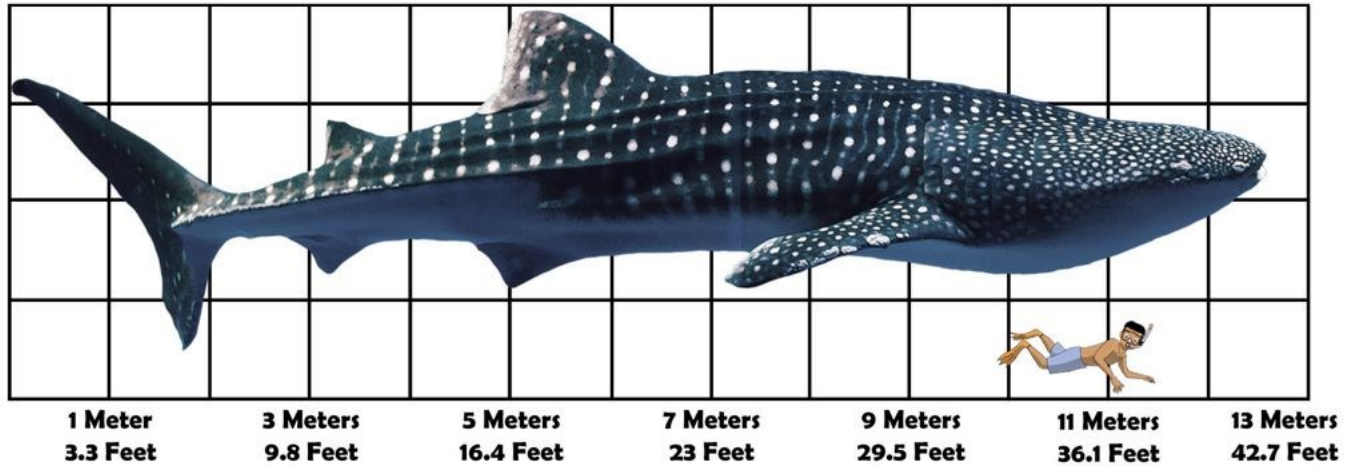 1 Meter 3 Meters 5 Meters 7 Meters 9 Meters 11 Meters 13 Meters
3.3 Feet 9.8 Feet 16.4 Feet 23 Feet 29.5 Feet 36.1 Feet 42.7 Feet